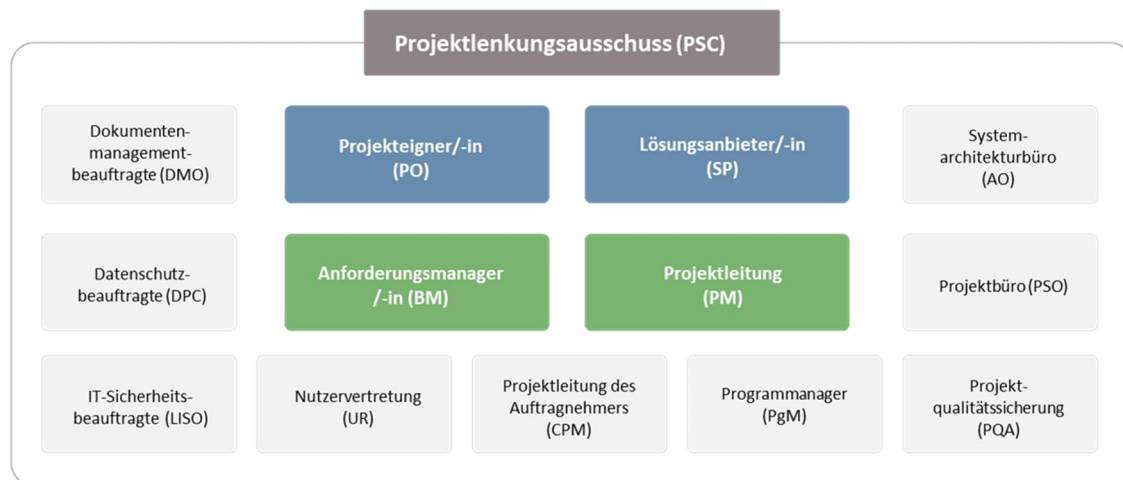 Projektlenkungsausschuss (PSC)
Dokumenten-
management-
beauftragte (DMO)
Projekteigner/-in
(PO)
Lösungsanbieter/-in
(SP)
System-
architekturbüro
(AO)
Datenschutz-
beauftragte (DPC)
Anforderungsmanager
/-in (BM)
Projektleitung
(PM)
Projektbüro (PSO)
IT-Sicherheits-
beauftragte (LISO)
Nutzervertretung
(UR)
Projektleitung des
Auftragnehmers
(CPM)
Programmanager
(PgM)
Projekt-
qualitätssicherung
(PQA)